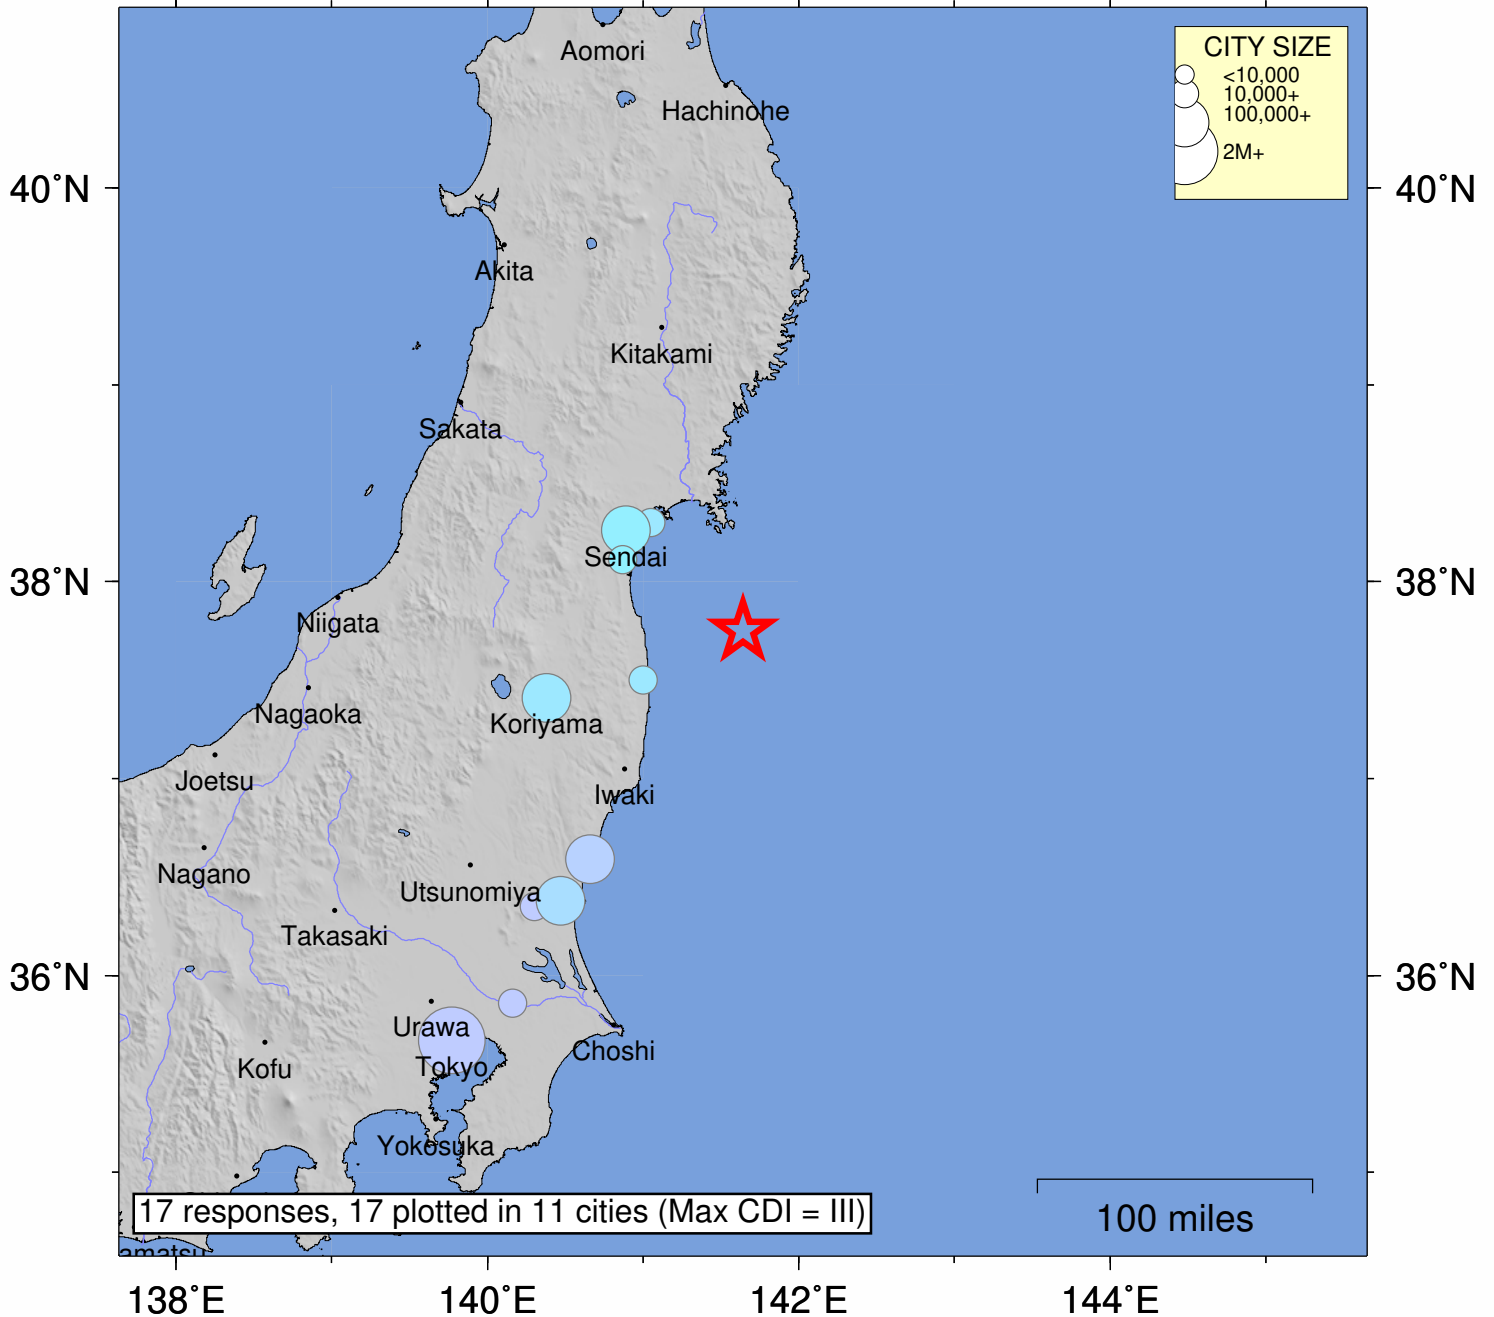 Aomori
Hachinohe
CITY SIZE
<10,000
10,000+
100,000+
2M+
40°N
40°N
Akita
Kitakami
Sakata
Sendai
38°N
38°N
Niigata
Nagaoka
Koriyama
Joetsu
Iwaki
Nagano
Utsunomiya
Takasaki
36°N
36°N
Urawa
Choshi
Tokyo
Kofu
Yokosuka
17 responses, 17 plotted in 11 cities (Max CDI = III)
100 miles
amatsu
138°E
140°E
142°E
144°E